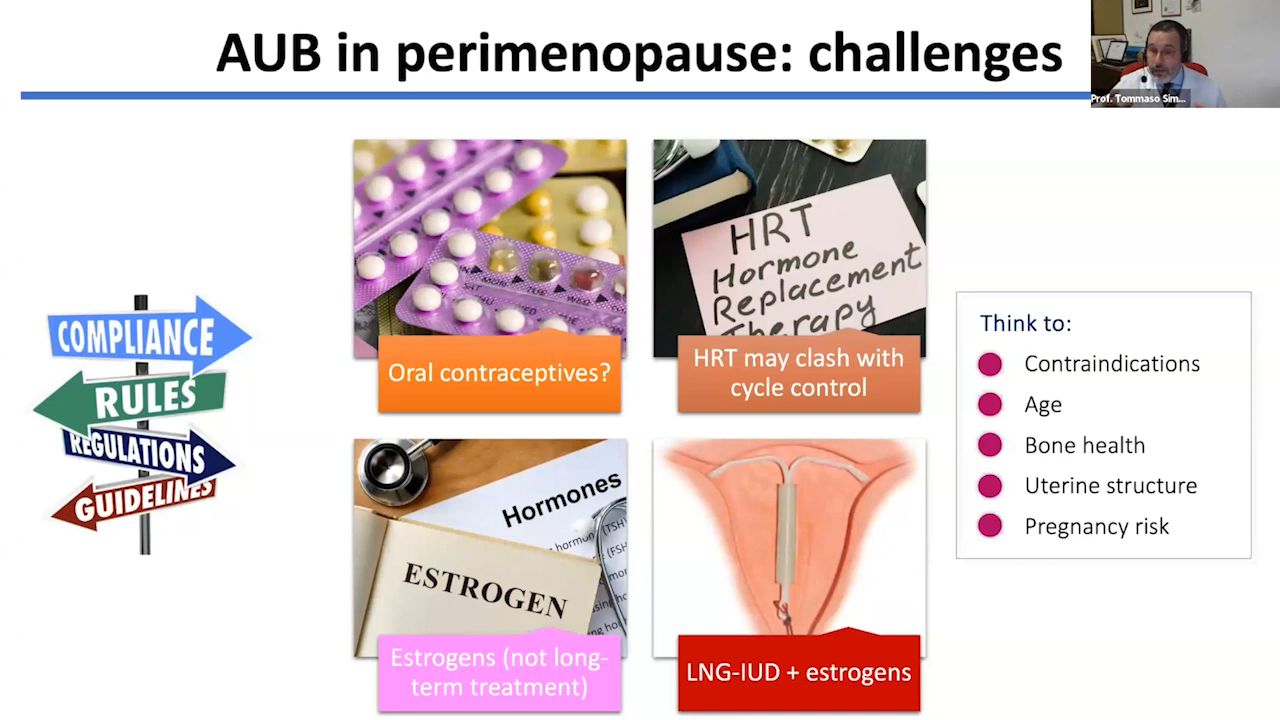 AUB in perimenopause: challenges
Prof. Tommaso Sim...
COMPLIANCE
RULES
REGULATIONS
GUIDELINES
HRT
Hormone
Replacement
Therapy
Oral contraceptives?
HRT may clash with
cycle control
Hormones
(TSH)
(FSH
ESTROGEN
Estrogens (not long-
term treatment)
LNG-IUD + estrogens
Think to:
Contraindications
Age
Bone health
Uterine structure
Pregnancy risk